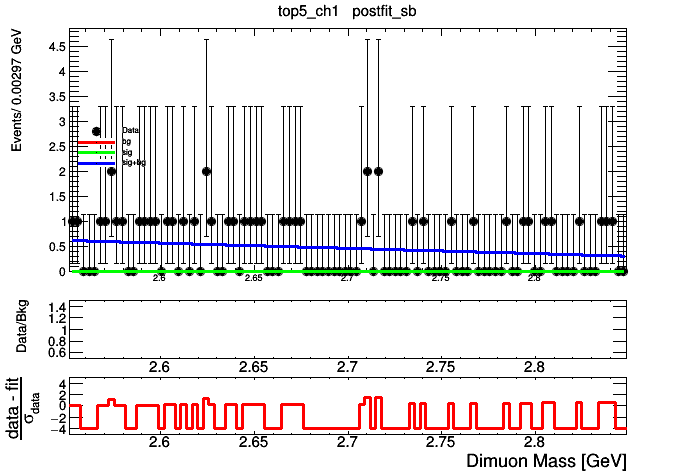 top5_ch1 postfit_sb
Events/ 0.00297 GeV
4.5
4
3.5
3
2.5
2
1.5
1
0.5
0
Data
bg
sig
sig+bg
2.6 2.65 2.7 2.75 2.8
Data/Bkg
1.4
1.2
1
0.8
0.6
2.6 2.65 2.7 2.75 2.8
data - fit
σdata
4
2
0
−2
−4
2.6 2.65 2.7 2.75 2.8
Dimuon Mass [GeV]